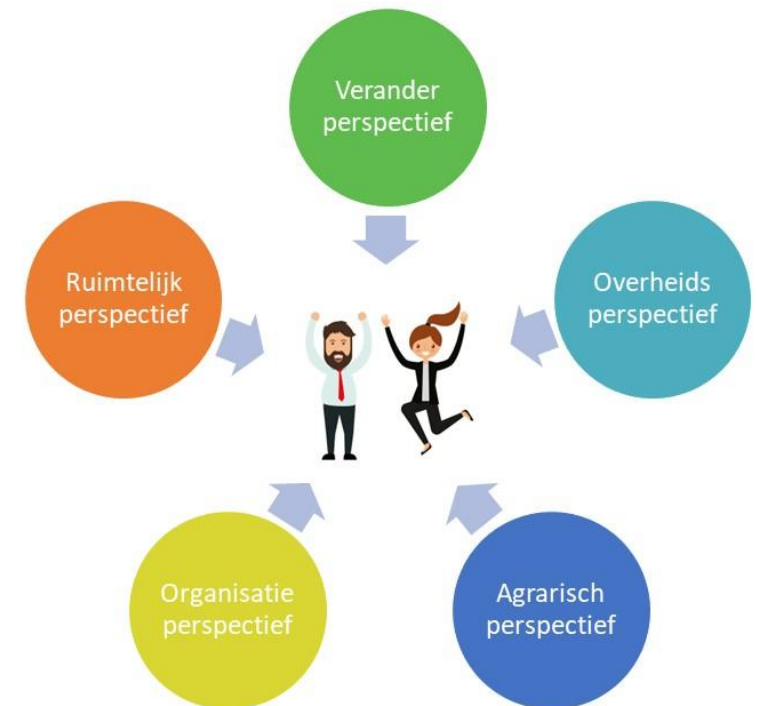 Verander
perspectief
Ruimtelijk
perspectief
Overheids
perspectief
Organisatie
perspectief
Agrarisch
perspectief